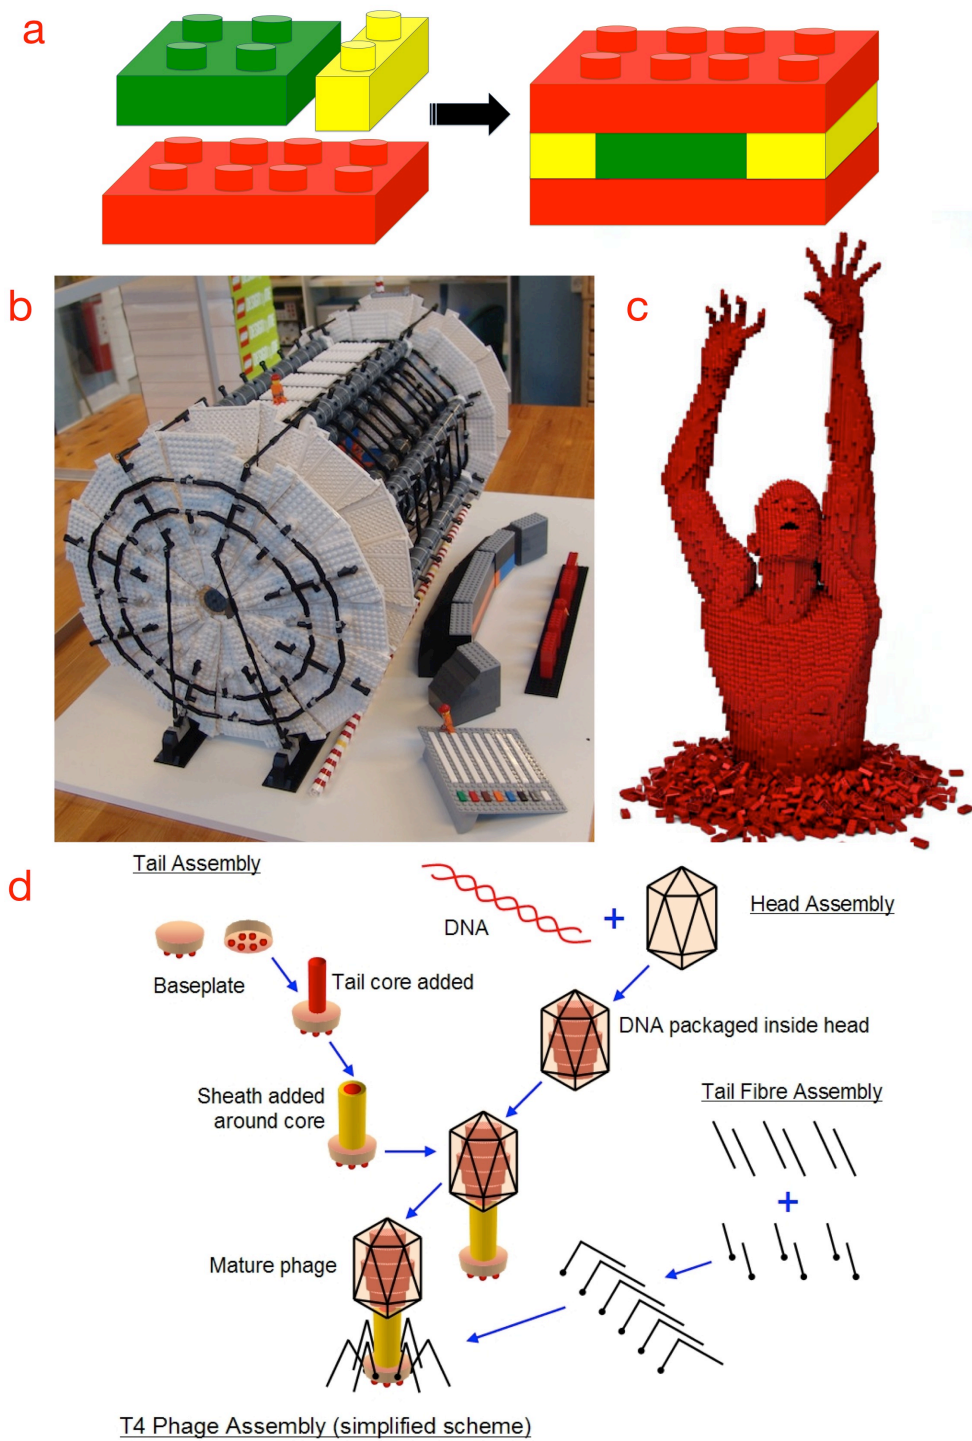 a
b
c
d
Tail Assembly
DNA
Head Assembly
Baseplate
Tail core added
DNA packaged inside head
Sheath added
around core
Tail Fibre Assembly
Mature phage
T4 Phage Assembly (simplified scheme)